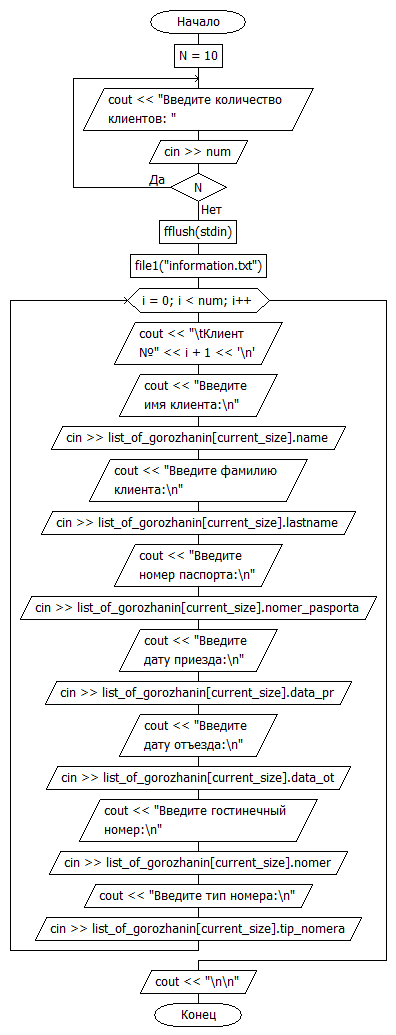 Начало
N = 10
cout << "Введите количество
клиентов: "
cin >> num
Да
N
Нет
fflush(stdin)
file1("information.txt")
i = 0; i < num; i++
cout << "\tКлиент
№" << i + 1 << '\n'
cout << "Введите
имя клиента:\n"
cin >> list_of_gorozhanin[current_size].name
cout << "Введите фамилию
клиента:\n"
cin >> list_of_gorozhanin[current_size].lastname
cout << "Введите
номер паспорта:\n"
cin >> list_of_gorozhanin[current_size].nomer_pasporta
cout << "Введите
дату приезда:\n"
cin >> list_of_gorozhanin[current_size].data_pr
cout << "Введите
дату отъезда:\n"
cin >> list_of_gorozhanin[current_size].data_ot
cout << "Введите гостинечный
номер:\n"
cin >> list_of_gorozhanin[current_size].nomer
cout << "Введите тип номера:\n"
cin >> list_of_gorozhanin[current_size].tip_nomera
cout << "\n\n"
Конец